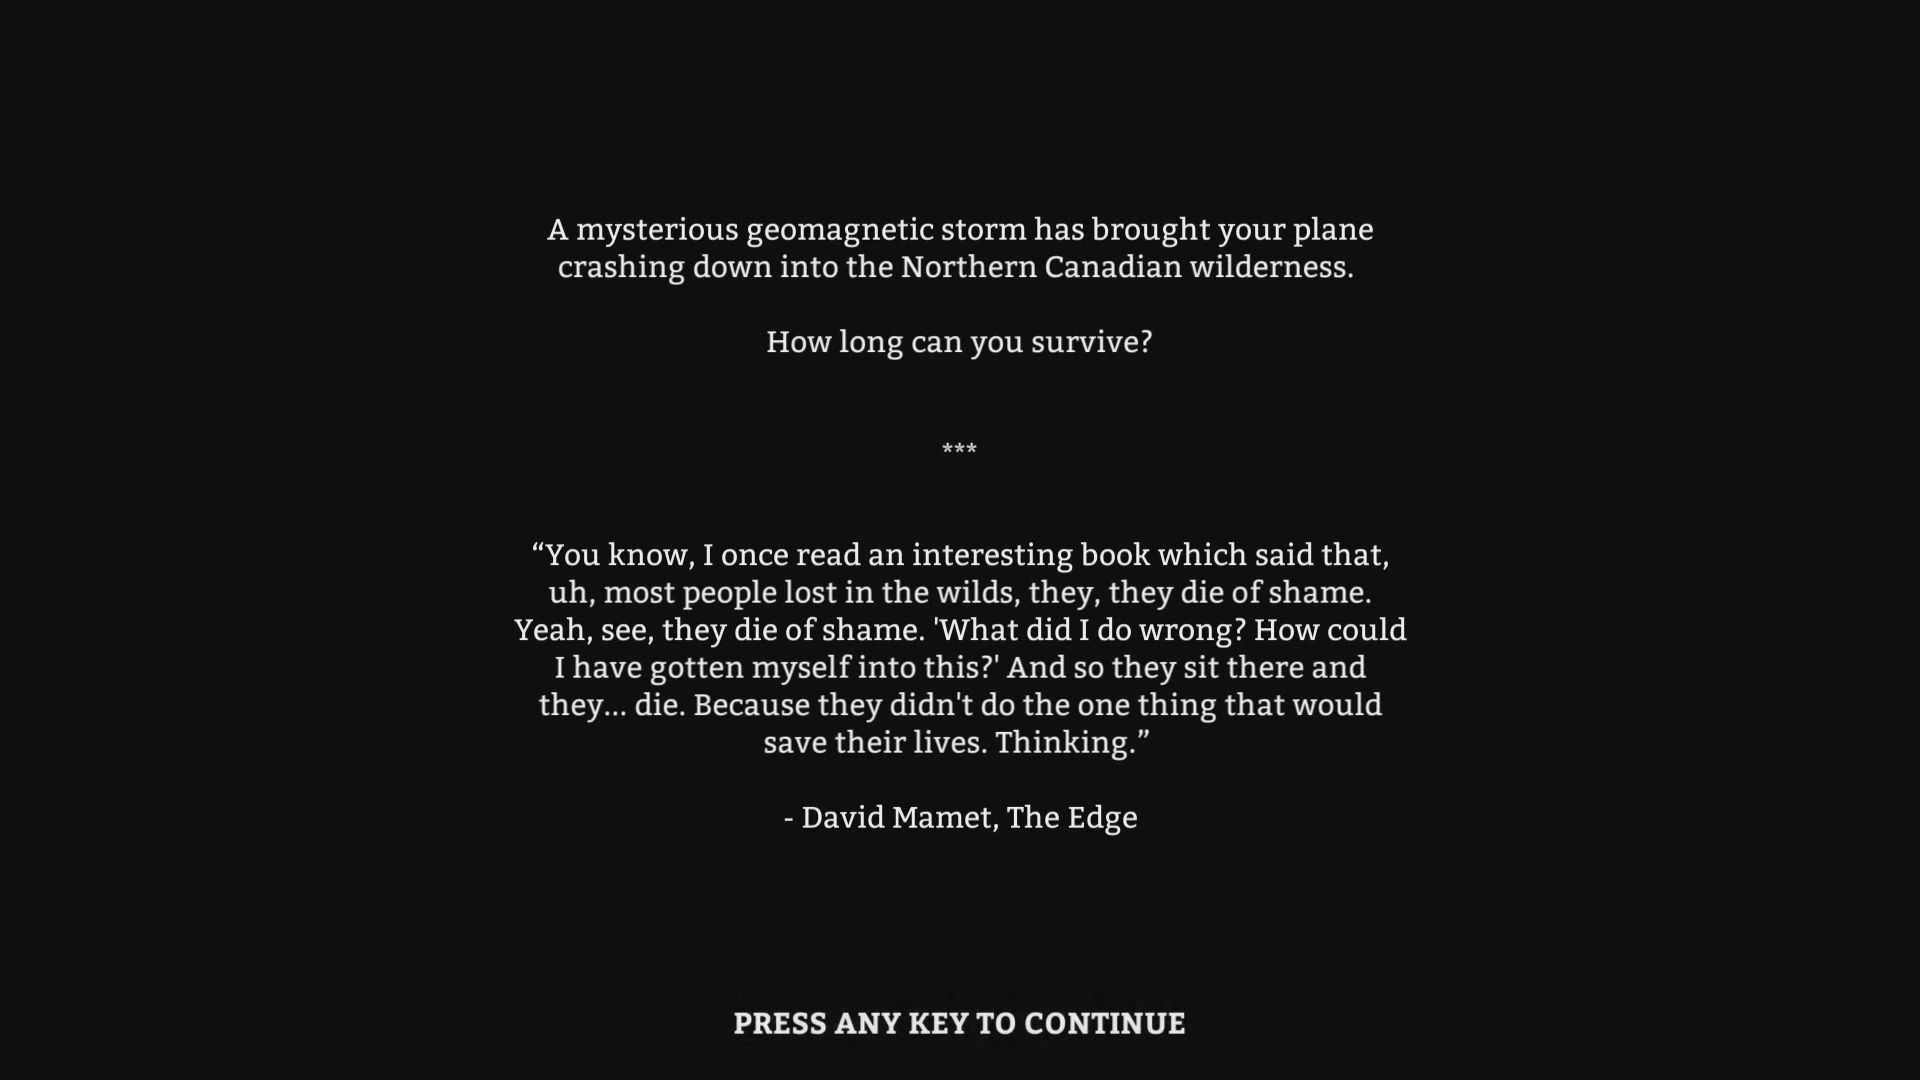 A mysterious geomagnetic storm has brought your plane
crashing down into the Northern Canadian wilderness.
How long can you survive?
***
“You know, I once read an interesting book which said that,
uh, most people lost in the wilds, they, they die of shame.
Yeah, see, they die of shame. 'What did I do wrong? How could
I have gotten myself into this?' And so they sit there and
they... die. Because they didn't do the one thing that would
save their lives. Thinking.”
- David Mamet, The Edge
PRESS ANY KEY TO CONTINUE